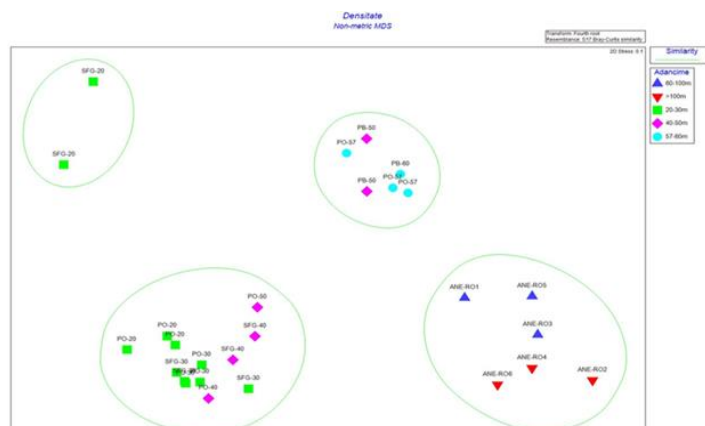 Densitate
Non-metric MDS
Transform: Fourth root
Resemblance: S17 Bray-Curtis similarity
2D Stress: 0.1
Similarity
Adancime
60-100m
>100m
20-30m
40-50m
57-60m
SFG-20
SFG-20
PB-50
PO-57
PB-60
PB-50
PO-57
ANE-RO1
ANE-RO5
ANE-RO3
ANE-RO4
ANE-RO6
ANE-RO2
PO-50
PO-20
PO-20
PO-20
SFG-40
SFG-40
PO-30
SFG-30
SFG-30
PO-40